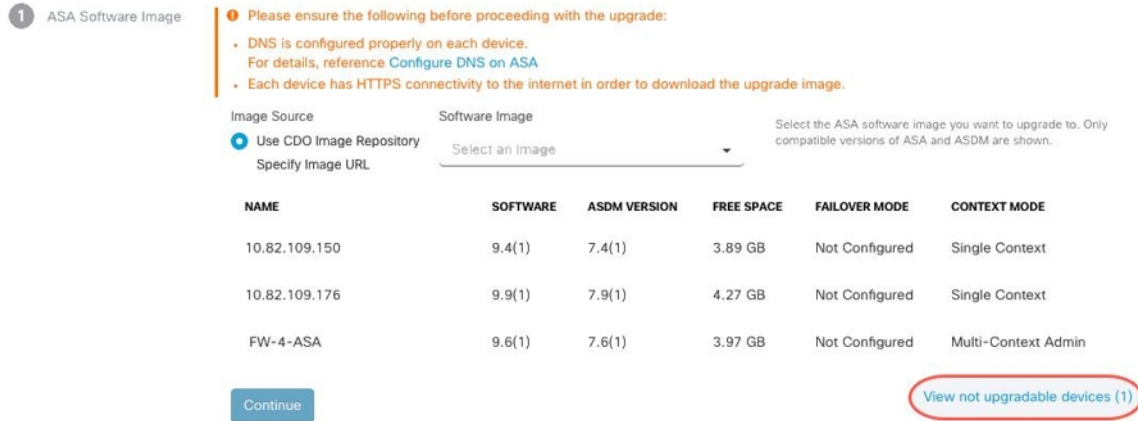 1 ASA Software Image
Please ensure the following before proceeding with the upgrade:
• DNS is configured properly on each device.
For details, reference Configure DNS on ASA
• Each device has HTTPS connectivity to the internet in order to download the upgrade image.
Image Source
Use CDO Image Repository
Specify Image URL
Software Image
Select an Image
Select the ASA software image you want to upgrade to. Only
compatible versions of ASA and ASDM are shown.
NAME SOFTWARE ASDM VERSION FREE SPACE FAILOVER MODE CONTEXT MODE
10.82.109.150 9.4(1) 7.4(1) 3.89 GB Not Configured Single Context
10.82.109.176 9.9(1) 7.9(1) 4.27 GB Not Configured Single Context
FW-4-ASA 9.6(1) 7.6(1) 3.97 GB Not Configured Multi-Context Admin
Continue
View not upgradable devices (1)